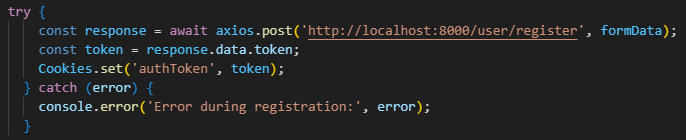 try {
const response = await axios.post('http://localhost:8000/user/register', formData);
const token = response.data.token;
Cookies.set('authToken', token);
} catch (error) {
console.error('Error during registration:', error);
}